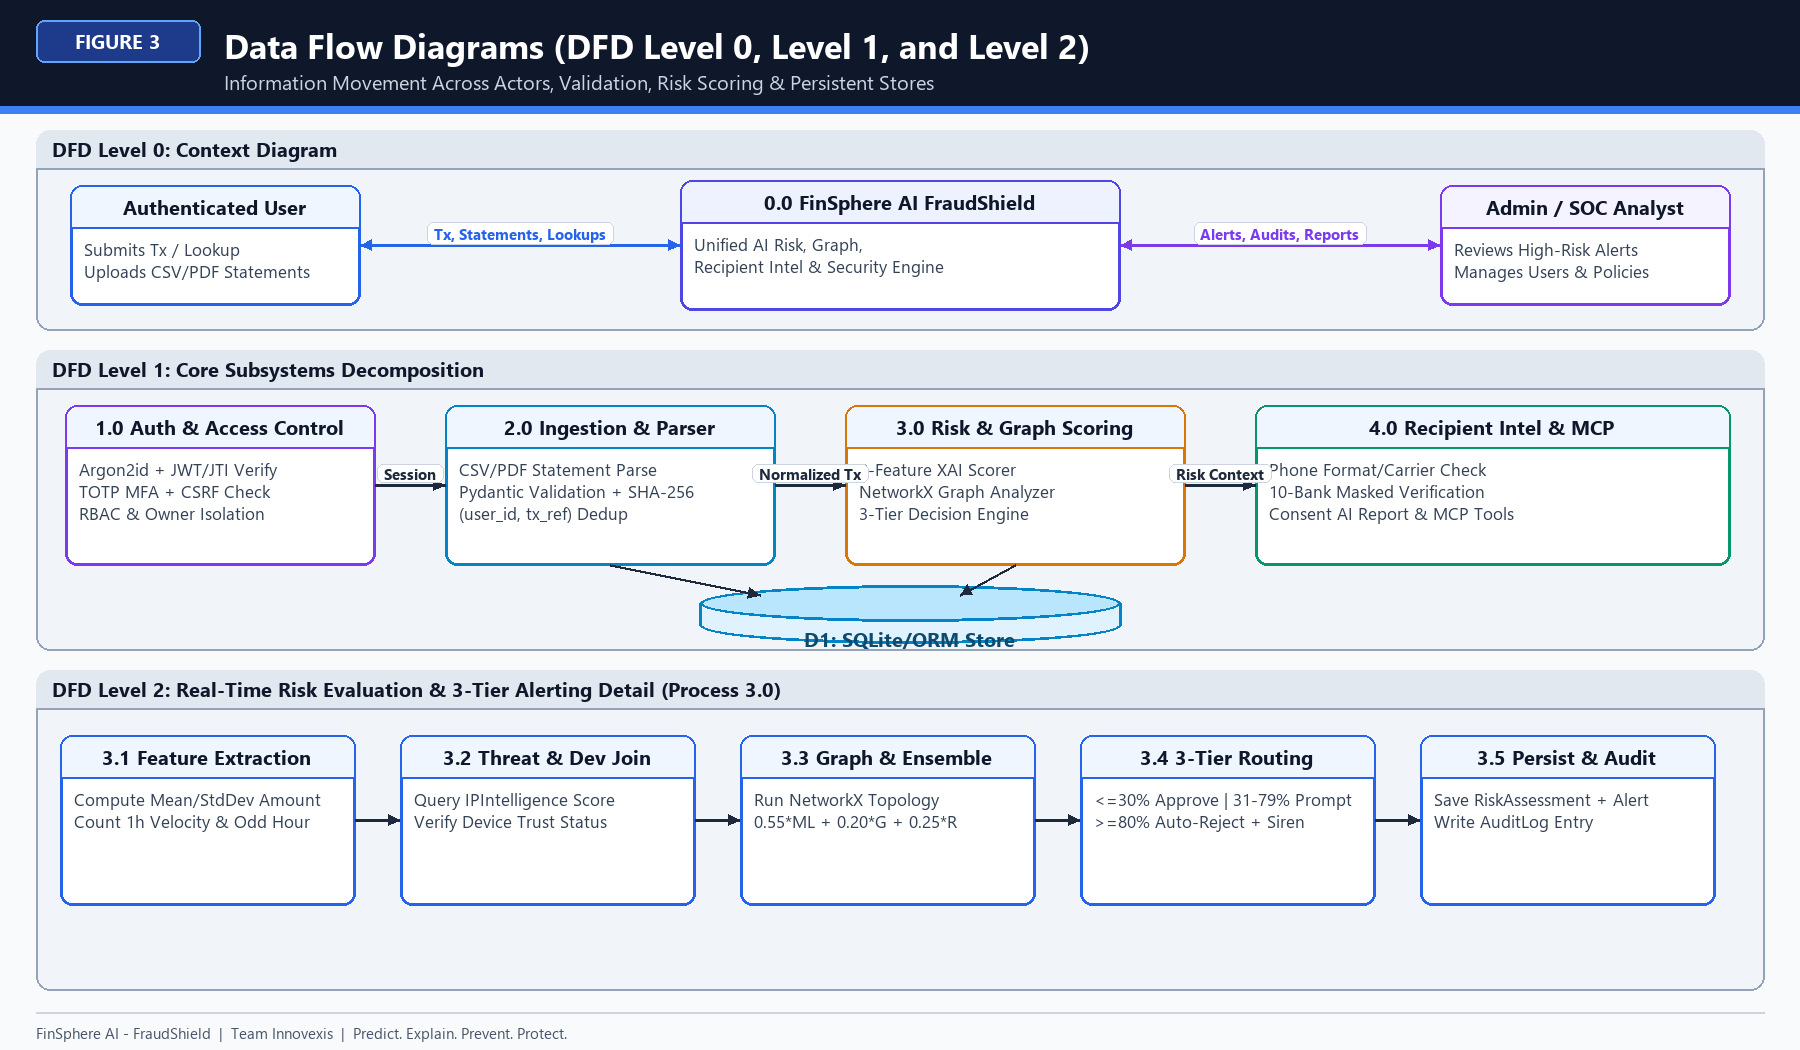 FIGURE 3
Data Flow Diagrams (DFD Level 0, Level 1, and Level 2)
Information Movement Across Actors, Validation, Risk Scoring & Persistent Stores
DFD Level 0: Context Diagram
Authenticated User
Submits Tx / Lookup
Uploads CSV/PDF Statements
Tx, Statements, Lookups
0.0 FinSphere AI FraudShield
Unified AI Risk, Graph,
Recipient Intel & Security Engine
Alerts, Audits, Reports
Admin / SOC Analyst
Reviews High-Risk Alerts
Manages Users & Policies
DFD Level 1: Core Subsystems Decomposition
1.0 Auth & Access Control
Argon2id + JWT/JTI Verify
TOTP MFA + CSRF Check
RBAC & Owner Isolation
Session
2.0 Ingestion & Parser
CSV/PDF Statement Parse
Pydantic Validation + SHA-256
(user_id, tx_ref) Dedup
Normalized Tx
3.0 Risk & Graph Scoring
-Feature XAI Scorer
NetworkX Graph Analyzer
3-Tier Decision Engine
Risk Context
4.0 Recipient Intel & MCP
Phone Format/Carrier Check
10-Bank Masked Verification
Consent AI Report & MCP Tools
D1: SQLite/ORM Store
DFD Level 2: Real-Time Risk Evaluation & 3-Tier Alerting Detail (Process 3.0)
3.1 Feature Extraction
Compute Mean/StdDev Amount
Count 1h Velocity & Odd Hour
3.2 Threat & Dev Join
Query IPIntelligence Score
Verify Device Trust Status
3.3 Graph & Ensemble
Run NetworkX Topology
0.55*ML + 0.20*G + 0.25*R
3.4 3-Tier Routing
<=30% Approve | 31-79% Prompt
>=80% Auto-Reject + Siren
3.5 Persist & Audit
Save RiskAssessment + Alert
Write AuditLog Entry
FinSphere AI - FraudShield | Team Innovexis | Predict. Explain. Prevent. Protect.